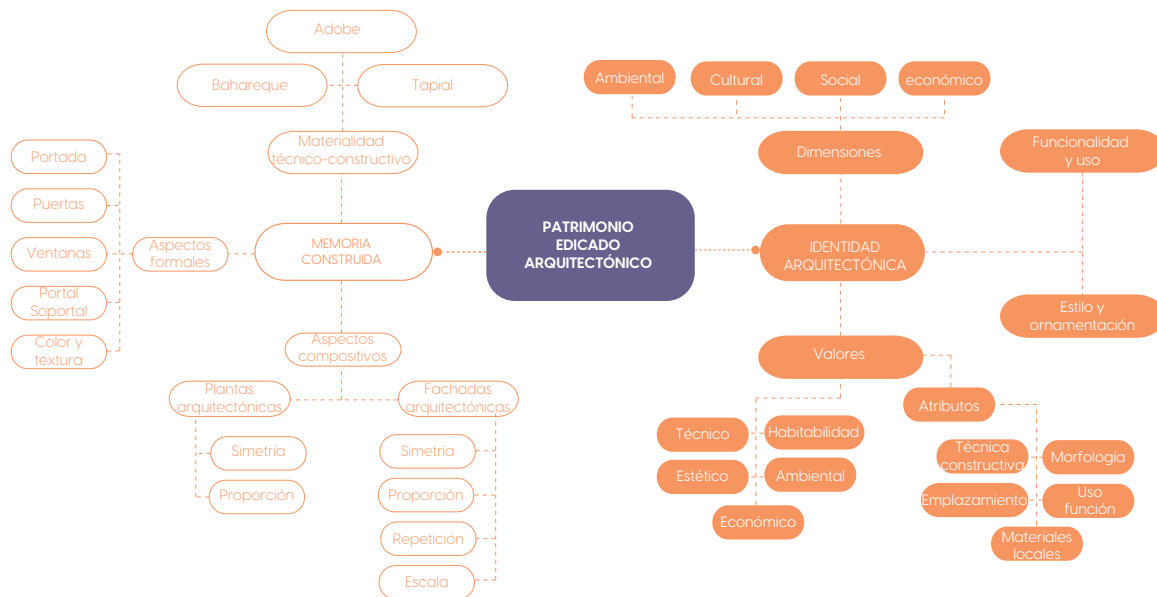 Adobe
Bahareque
Tapial
Materialidad
técnico-constructivo
Portada
Puertas
Ventanas
Portal
Soportal
Color y
textura
Aspectos
formales
MEMORIA
CONSTRUIDA
Aspectos
compositivos
Plantas
arquitectónicas
Simetría
Proporción
Fachadas
arquitectónicas
Simetría
Proporción
Repetición
Escala
PATRIMONIO
EDICADO
ARQUITECTÓNICO
Ambiental
Cultural
Social
económico
Dimensiones
IDENTIDAD
ARQUITECTÓNICA
Funcionalidad
y uso
Estilo y
ornamentación
Valores
Técnico
Habitabilidad
Estético
Ambiental
Económico
Atributos
Técnica
constructiva
Morfología
Emplazamiento
Uso
función
Materiales
locales